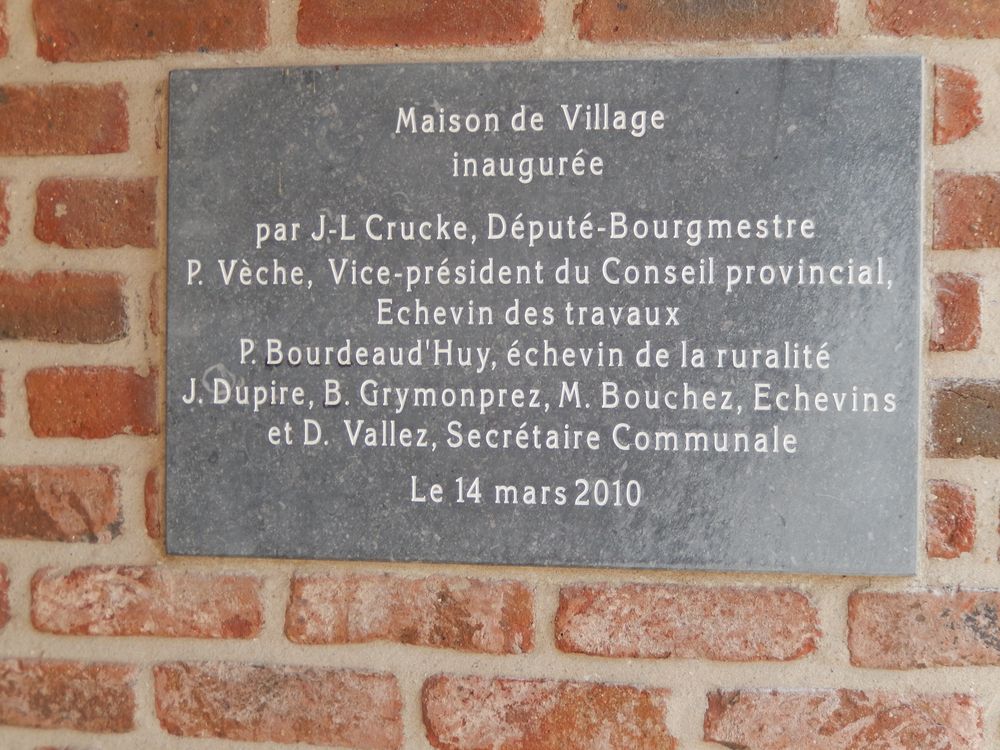 Maison de Village
inaugurée
par J-L Crucke, Député-Bourgmestre
P. Vèche, Vice-président du Conseil provincial,
Echevin des travaux
P. Bourdeaud'Huy, échevin de la ruralité
J. Dupire, B. Grymonprez, M. Bouchez, Echevins
et D. Vallez, Secrétaire Communale
Le 14 mars 2010